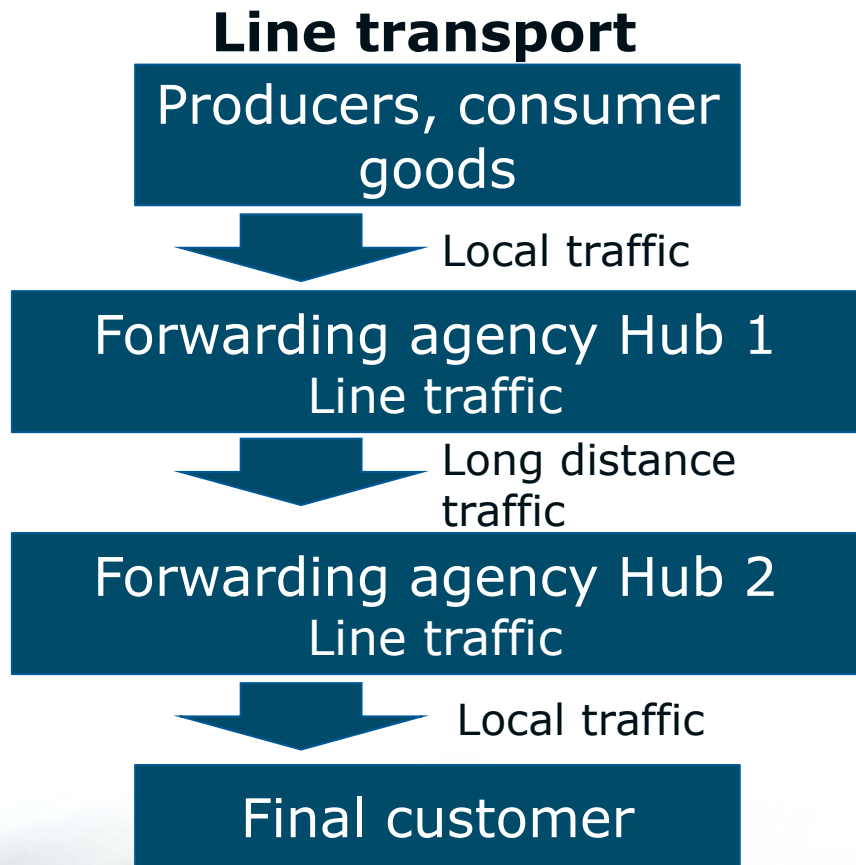 Line transport
Producers, consumer
goods
Local traffic
Forwarding agency Hub 1
Line traffic
Long distance
traffic
Forwarding agency Hub 2
Line traffic
Local traffic
Final customer